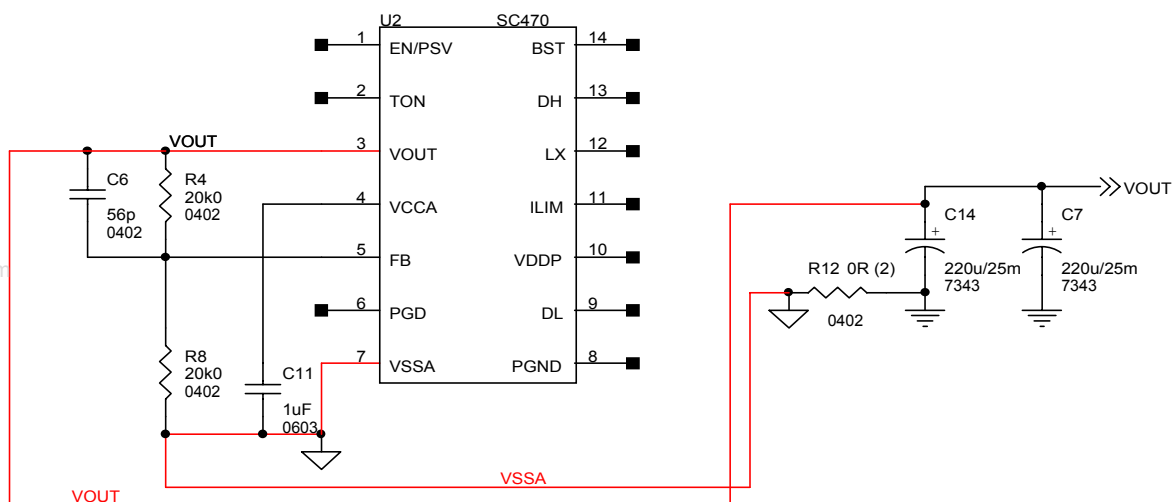 U2 SC470
1 EN/PSV BST 14
2 TON DH 13
VOUT 3 VOUT LX 12
C6 56p 0402
R4 20k0 0402
4 VCCA ILIM 11
5 FB VDDP 10
6 PGD DL 9
7 VSSA PGND 8
R8 20k0 0402
C11 1uF 0603
VOUT
C14 220u/25m 7343
C7 220u/25m 7343
R12 0R (2) 0402
+
+
VSSA
VOUT